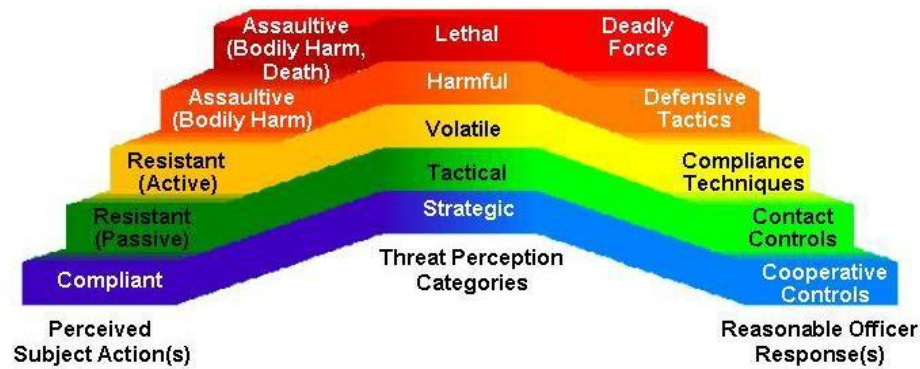 Assaultive
(Bodily Harm,
Death)
Lethal
Deadly
Force
Assaultive
(Bodily Harm)
Harmful
Defensive
Tactics
Resistant
(Active)
Volatile
Compliance
Techniques
Resistant
(Passive)
Tactical
Contact
Controls
Compliant
Strategic
Cooperative
Controls
Perceived
Subject Action(s)
Threat Perception
Categories
Reasonable Officer
Response(s)